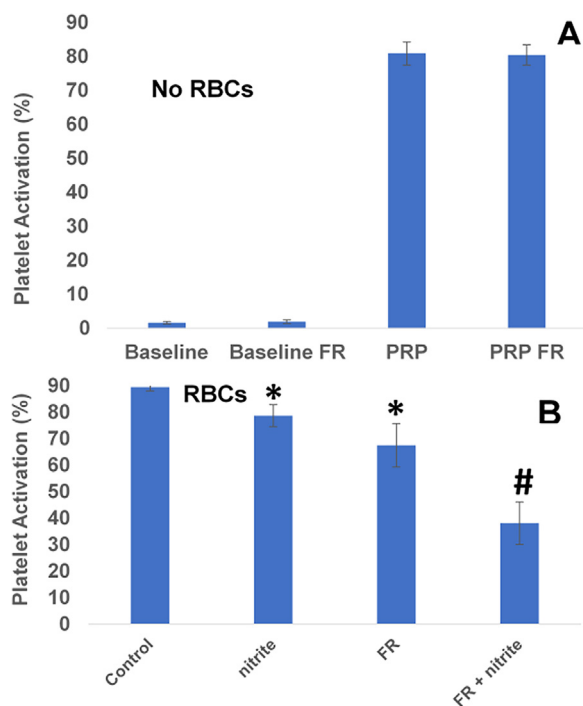 A
No RBCs
Platelet Activation (%)
90
80
70
60
50
40
30
20
10
0
Baseline Baseline FR PRP PRP FR
B
RBCs
Platelet Activation (%)
90
80
70
60
50
40
30
20
10
0
*
*
#
Control nitrite FR FR + nitrite